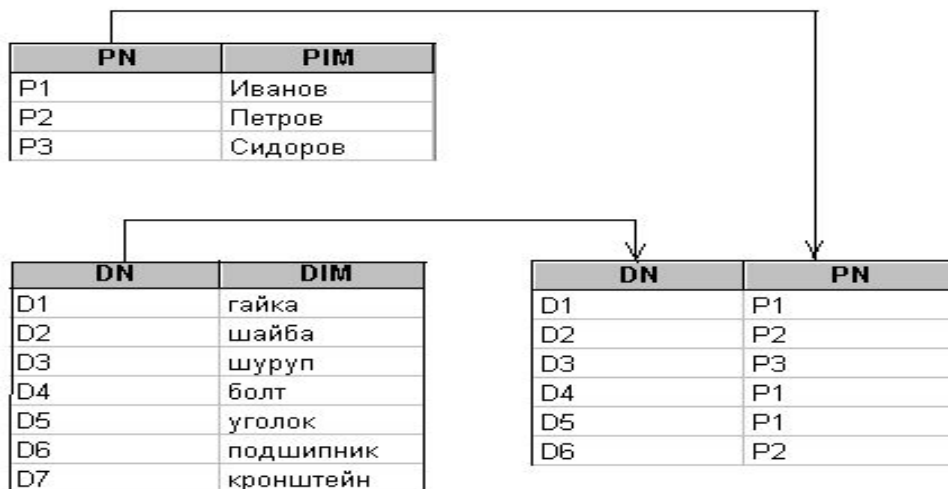 PN PIM
P1 Иванов
P2 Петров
P3 Сидоров
DN DIM
D1 гайка
D2 шайба
D3 шуруп
D4 болт
D5 уголок
D6 подшипник
D7 кронштейн
DN PN
D1 P1
D2 P2
D3 P3
D4 P1
D5 P1
D6 P2